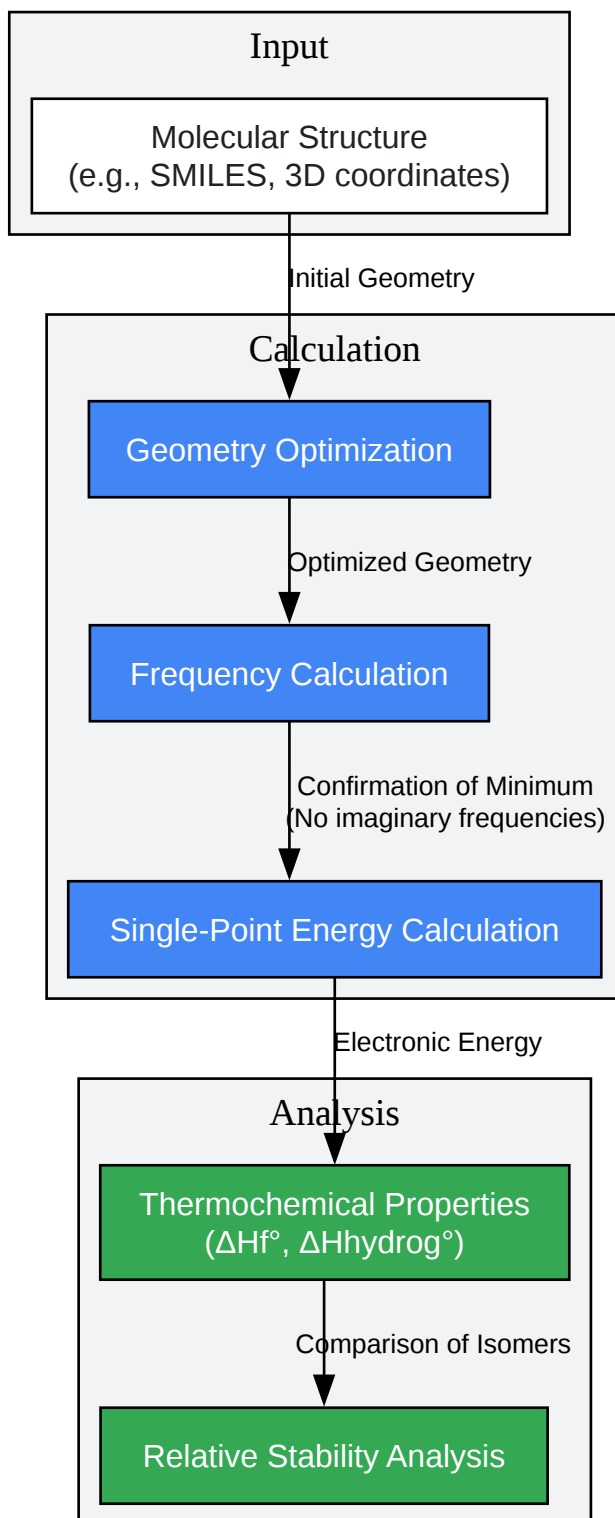 Input
Molecular Structure
(e.g., SMILES, 3D coordinates)
Initial Geometry
Calculation
Geometry Optimization
Optimized Geometry
Frequency Calculation
Confirmation of Minimum
(No imaginary frequencies)
Single-Point Energy Calculation
Electronic Energy
Analysis
Thermochemical Properties
(ΔHf°, ΔHhydrog°)
Comparison of Isomers
Relative Stability Analysis